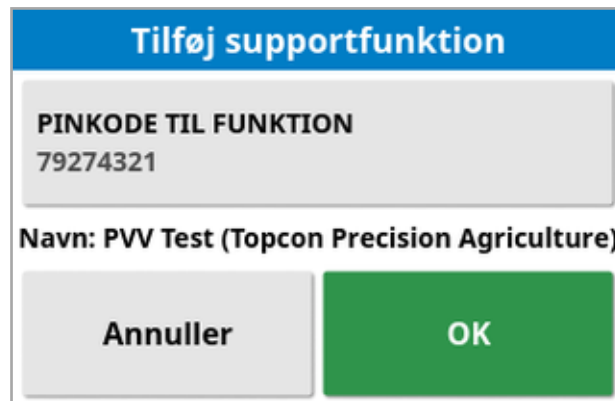 Tilføj supportfunktion
PINKODE TIL FUNKTION
79274321
Navn: PVV Test (Topcon Precision Agriculture)
Annuller
OK